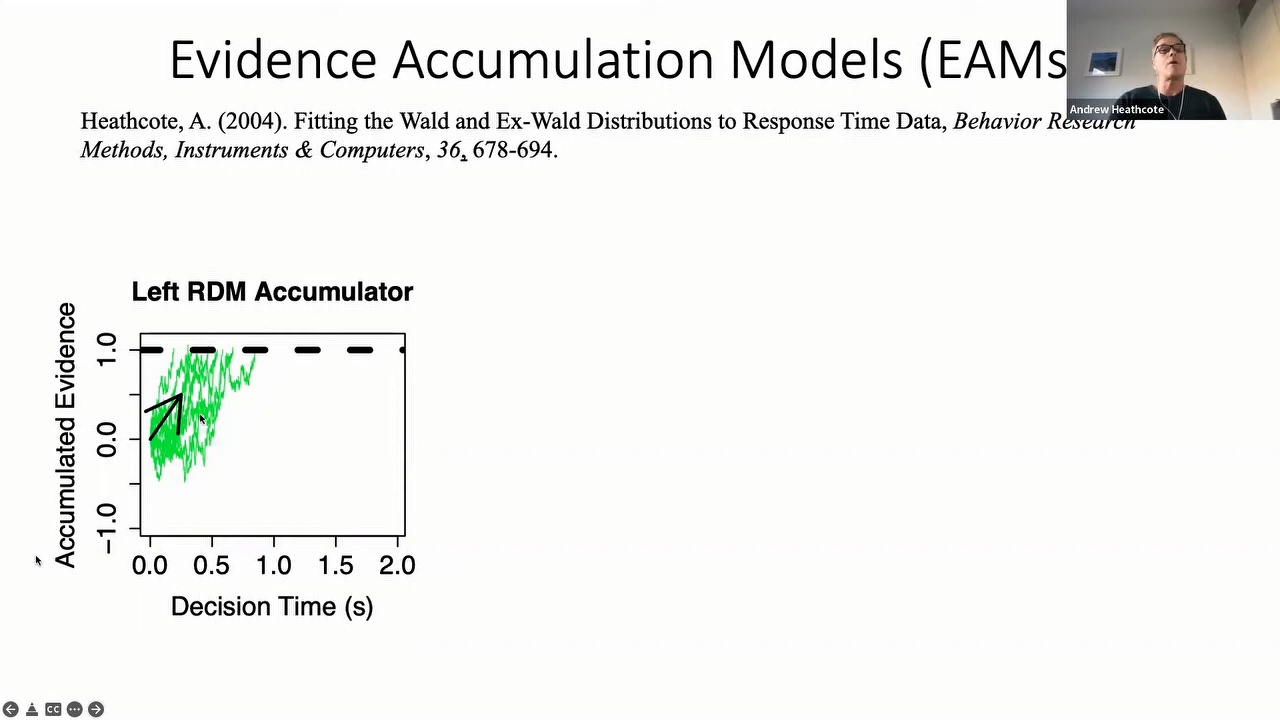 Evidence Accumulation Models (EAMs
Andrew Heathcote
Heathcote, A. (2004). Fitting the Wald and Ex-Wald Distributions to Response Time Data, Behavior Research
Methods, Instruments & Computers, 36, 678-694.
Left RDM Accumulator
Accumulated Evidence
1.0
0.0
−1.0
0.0 0.5 1.0 1.5 2.0
Decision Time (s)
CC